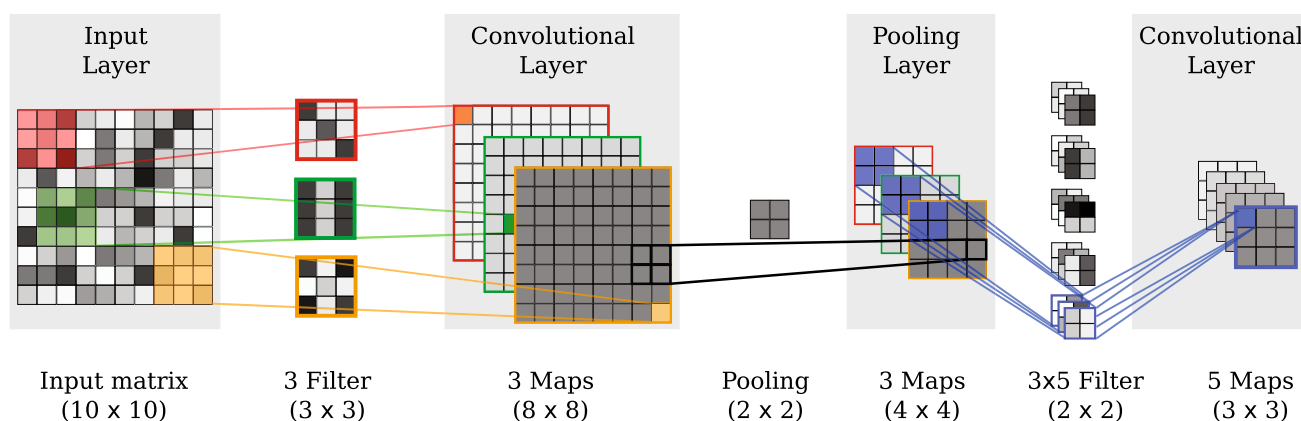 Input
Layer
Convolutional
Layer
Pooling
Layer
Convolutional
Layer
Input matrix
(10 x 10)
3 Filter
(3 x 3)
3 Maps
(8 x 8)
Pooling
(2 x 2)
3 Maps
(4 x 4)
3x5 Filter
(2 x 2)
5 Maps
(3 x 3)